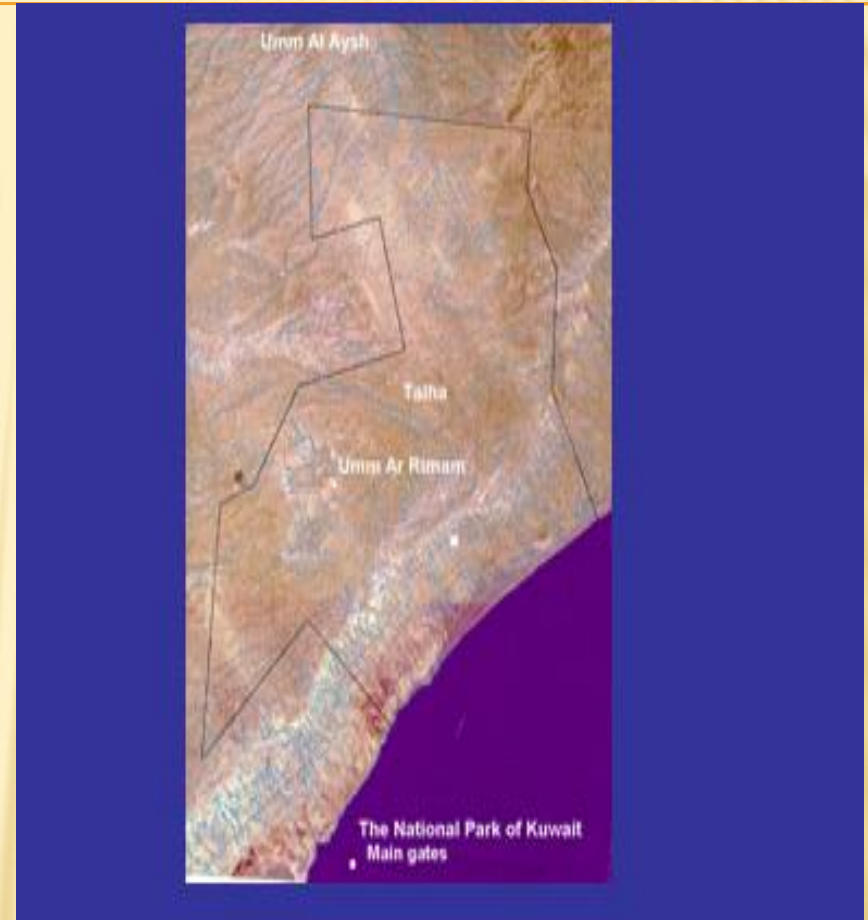 Umm Al Aysh
Talha
Umm Ar Rimam
The National Park of Kuwait
Main gates